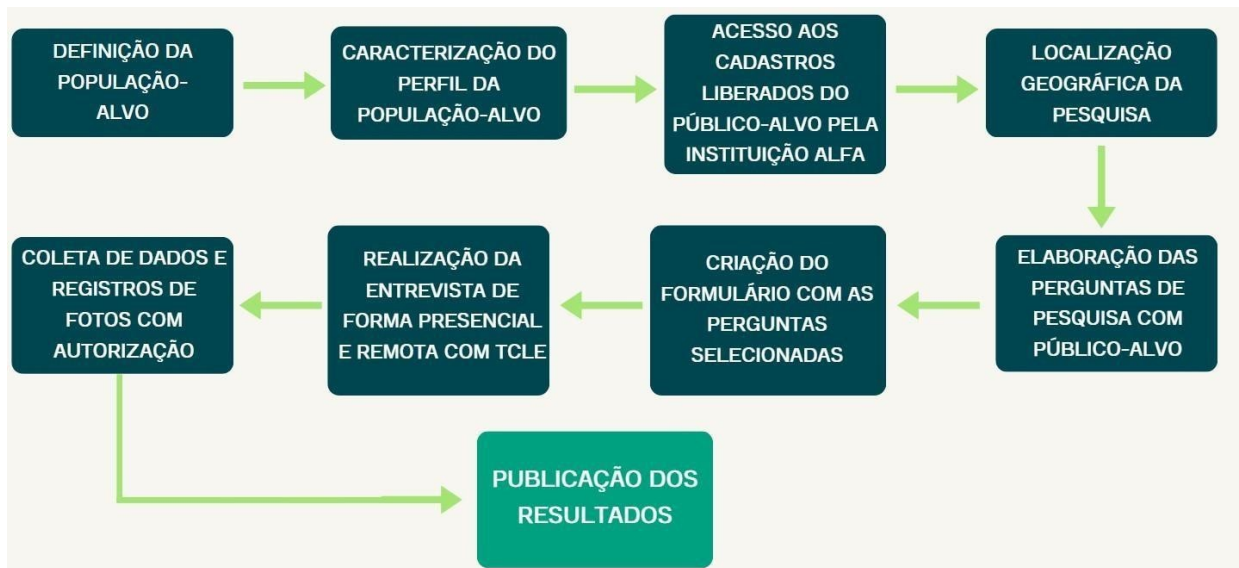 DEFINIÇÃO DA
POPULAÇÃO-
ALVO
CARACTERIZAÇÃO DO
PERFIL DA
POPULAÇÃO-ALVO
ACESSO AOS
CADASTROS
LIBERADOS DO
PÚBLICO-ALVO PELA
INSTITUIÇÃO ALFA
LOCALIZAÇÃO
GEOGRÁFICA DA
PESQUISA
ELABORAÇÃO DAS
PERGUNTAS DE
PESQUISA COM
PÚBLICO-ALVO
CRIAÇÃO DO
FORMULÁRIO COM AS
PERGUNTAS
SELECIONADAS
REALIZAÇÃO DA
ENTREVISTA DE
FORMA PRESENCIAL
E REMOTA COM TCLE
COLETA DE DADOS E
REGISTROS DE
FOTOS COM
AUTORIZAÇÃO
PUBLICAÇÃO DOS
RESULTADOS